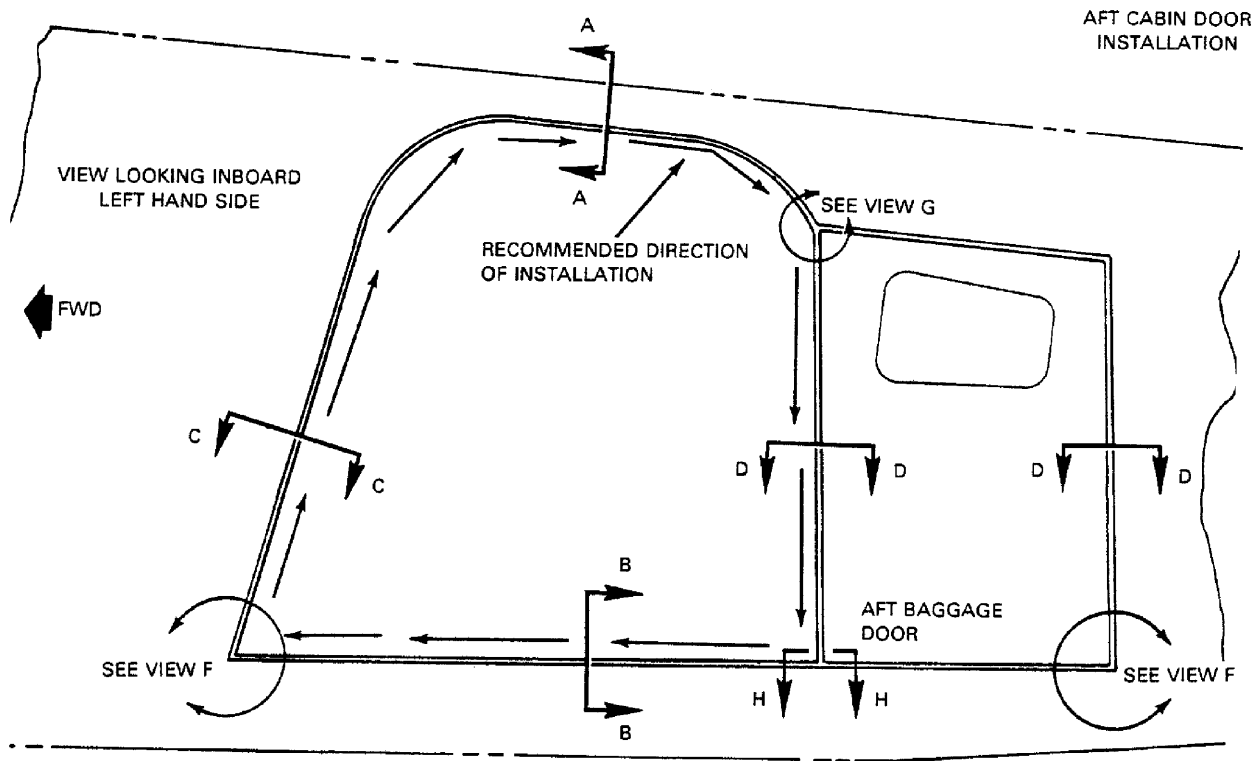 AFT CABIN DOOR
INSTALLATION
A
A
VIEW LOOKING INBOARD
LEFT HAND SIDE
SEE VIEW G
RECOMMENDED DIRECTION
OF INSTALLATION
FWD
C
C
D
D
D
D
B
AFT BAGGAGE
DOOR
SEE VIEW F
SEE VIEW F
H
H
B